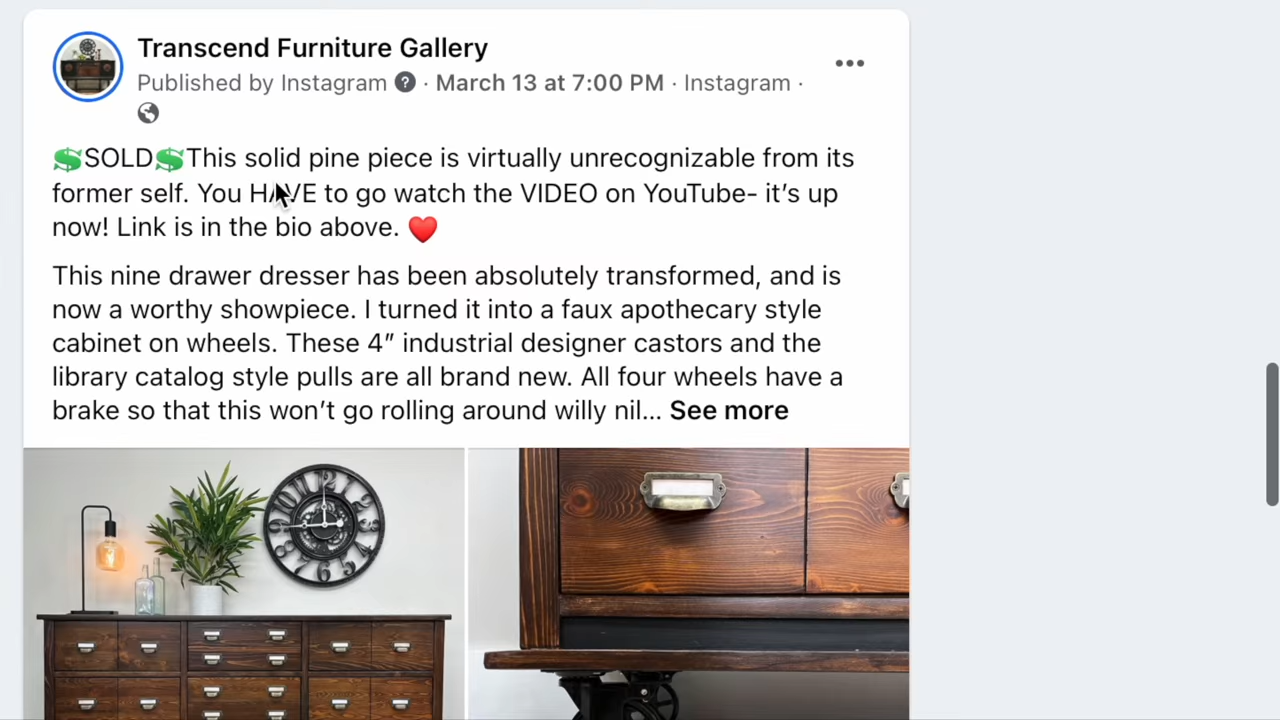 Transcend Furniture Gallery
Published by Instagram · March 13 at 7:00 PM · Instagram ·
💲SOLD💲This solid pine piece is virtually unrecognizable from its
former self. You HAVE to go watch the VIDEO on YouTube- it’s up
now! Link is in the bio above. ♥️
This nine drawer dresser has been absolutely transformed, and is
now a worthy showpiece. I turned it into a faux apothecary style
cabinet on wheels. These 4” industrial designer castors and the
library catalog style pulls are all brand new. All four wheels have a
brake so that this won’t go rolling around willy nil... See more